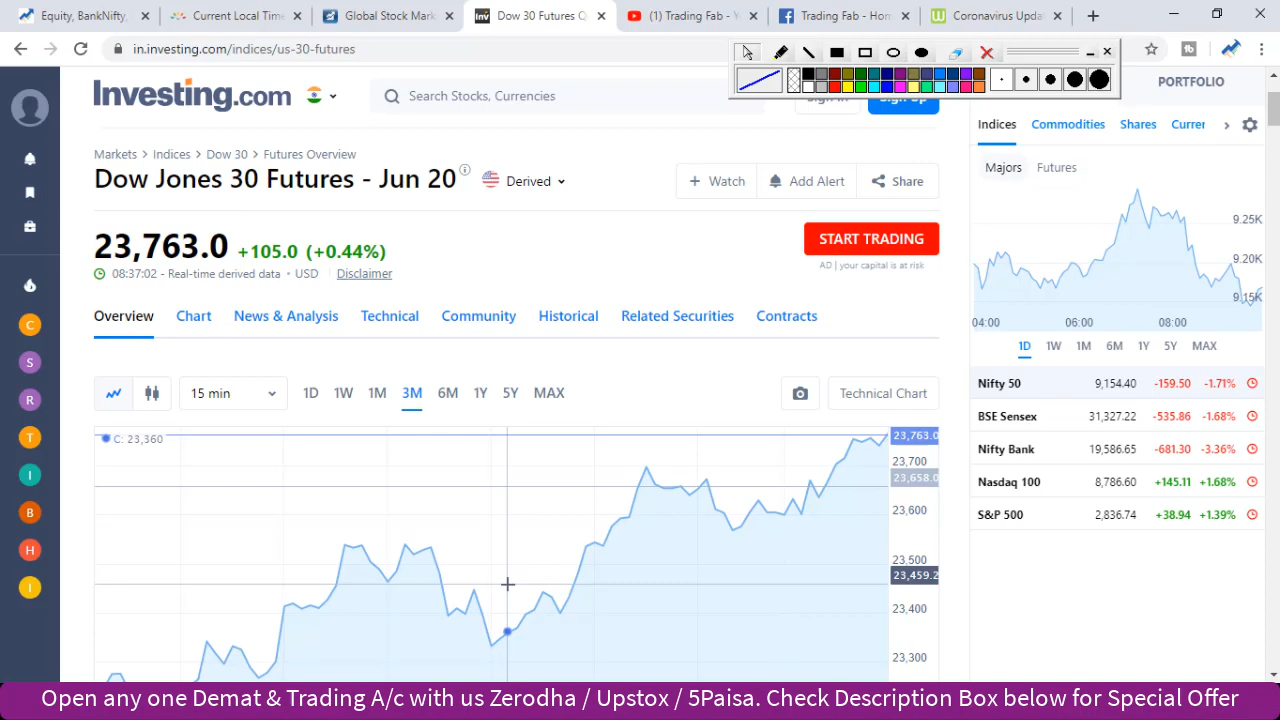 Equity, BankNifty,
Current Local Time
Global Stock Mark
Inv Dow 30 Futures Q
(1) Trading Fab - Y
Trading Fab - Hom
W Coronavirus Upda
in.investing.com/indices/us-30-futures
Investing.com
Search Stocks, Currencies
PORTFOLIO
Markets > Indices > Dow 30 > Futures Overview
Dow Jones 30 Futures - Jun 20
Derived
+ Watch
Add Alert
Share
23,763.0 +105.0 (+0.44%)
08:37:02 - Real-time derived data • USD Disclaimer
START TRADING
AD | your capital is at risk
Overview Chart News & Analysis Technical Community Historical Related Securities Contracts
15 min
1D 1W 1M 3M 6M 1Y 5Y MAX
Technical Chart
C: 23,360
23,763.0
23,700
23,658.0
23,600
23,500
23,459.2
23,400
23,300
C
S
R
T
I
B
H
I
Indices Commodities Shares Curre
Majors Futures
9.25K
9.20K
9.15K
04:00 06:00 08:00
1D 1W 1M 6M 1Y 5Y MAX
Nifty 50 9,154.40 -159.50 -1.71%
BSE Sensex 31,327.22 -535.86 -1.68%
Nifty Bank 19,586.65 -681.30 -3.36%
Nasdaq 100 8,786.60 +145.11 +1.68%
S&P 500 2,836.74 +38.94 +1.39%
Open any one Demat & Trading A/c with us Zerodha / Upstox / 5Paisa. Check Description Box below for Special Offer